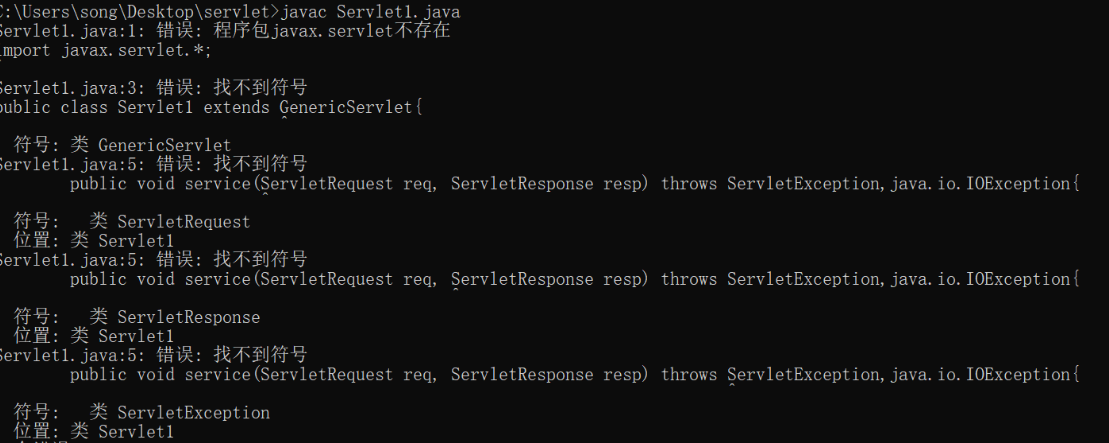 C:\Users\song\Desktop\servlet>javac Servlet1.java
Servlet1.java:1: 错误: 程序包javax.servlet不存在
import javax.servlet.*;
^
Servlet1.java:3: 错误: 找不到符号
public class Servlet1 extends GenericServlet{
^
符号: 类 GenericServlet
Servlet1.java:5: 错误: 找不到符号
public void service(ServletRequest req, ServletResponse resp) throws ServletException,java.io.IOException{
^
符号:   类 ServletRequest
位置: 类 Servlet1
Servlet1.java:5: 错误: 找不到符号
public void service(ServletRequest req, ServletResponse resp) throws ServletException,java.io.IOException{
^
符号:   类 ServletResponse
位置: 类 Servlet1
Servlet1.java:5: 错误: 找不到符号
public void service(ServletRequest req, ServletResponse resp) throws ServletException,java.io.IOException{
^
符号:   类 ServletException
位置: 类 Servlet1